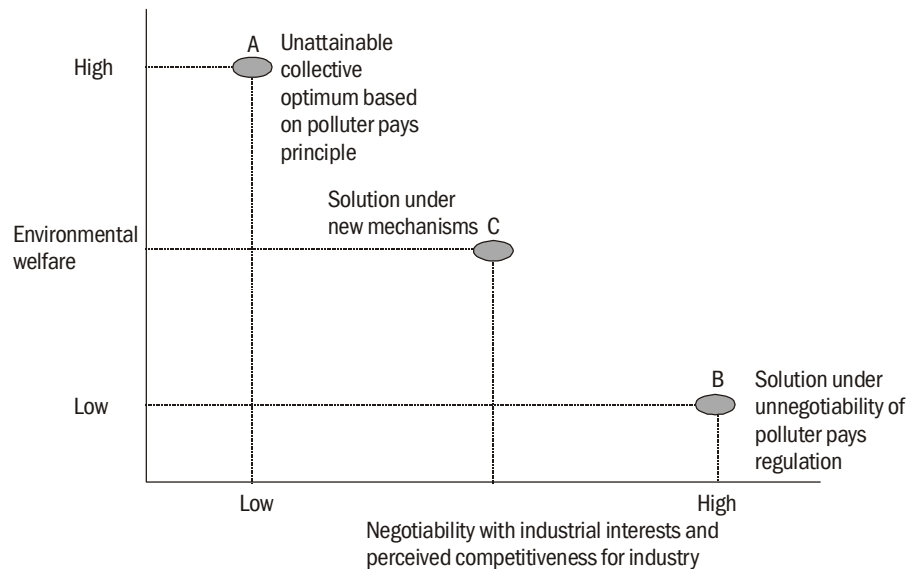 A
Unattainable
collective
optimum based
on polluter pays
principle
High
Solution under
new mechanisms
C
Environmental
welfare
B
Solution under
unnegotiability of
polluter pays
regulation
Low
Low
High
Negotiability with industrial interests and
perceived competitiveness for industry